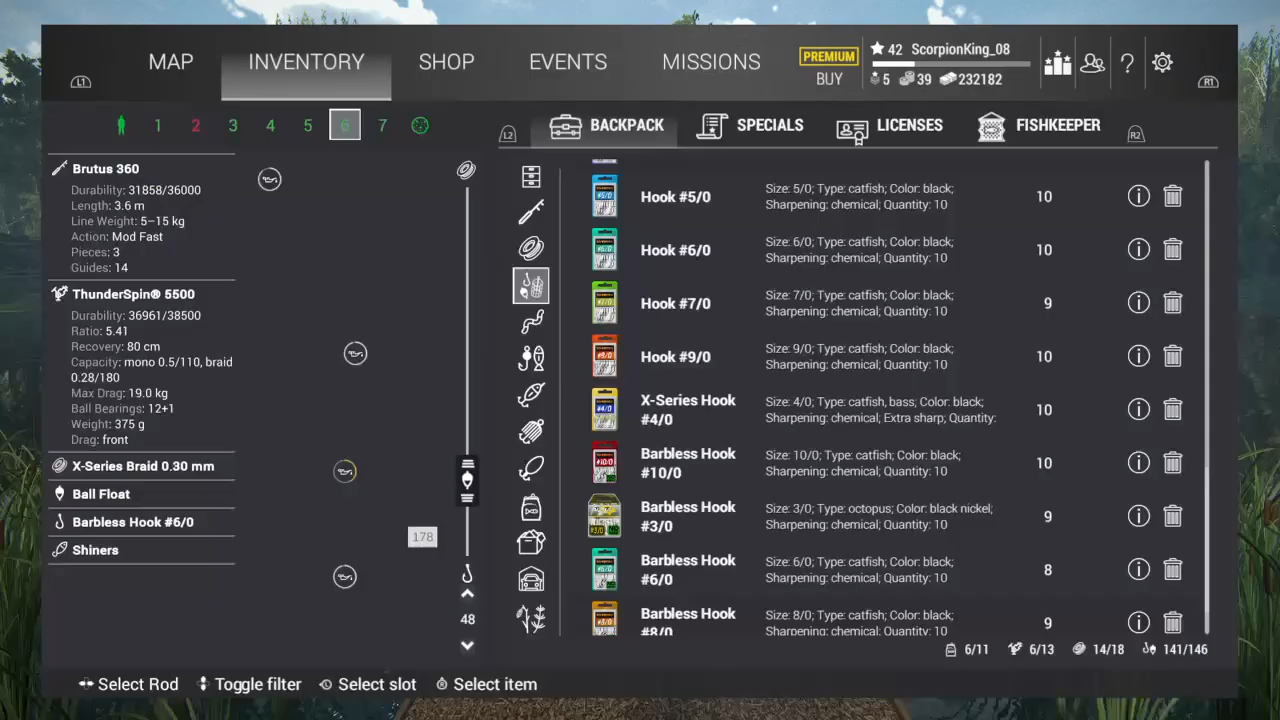 MAP
INVENTORY
SHOP
EVENTS
MISSIONS
PREMIUM
BUY
42 ScorpionKing_08
5 39 232182
L1
R1
1 2 3 4 5 6 7
L2
BACKPACK
SPECIALS
LICENSES
FISHKEEPER
R2
Brutus 360
Durability: 31858/36000
Length: 3.6 m
Line Weight: 5–15 kg
Action: Mod Fast
Pieces: 3
Guides: 14
ThunderSpin® 5500
Durability: 36961/38500
Ratio: 5.41
Recovery: 80 cm
Capacity: mono 0.5/110, braid
0.28/180
Max Drag: 19.0 kg
Ball Bearings: 12+1
Weight: 375 g
Drag: front
X-Series Braid 0.30 mm
Ball Float
Barbless Hook #6/0
Shiners
178
48
Hook #5/0
Size: 5/0; Type: catfish; Color: black;
Sharpening: chemical; Quantity: 10
10
Hook #6/0
Size: 6/0; Type: catfish; Color: black;
Sharpening: chemical; Quantity: 10
10
Hook #7/0
Size: 7/0; Type: catfish; Color: black;
Sharpening: chemical; Quantity: 10
9
Hook #9/0
Size: 9/0; Type: catfish; Color: black;
Sharpening: chemical; Quantity: 10
10
X-Series Hook
#4/0
Size: 4/0; Type: catfish, bass; Color: black;
Sharpening: chemical; Extra sharp; Quantity:
10
Barbless Hook
#10/0
Size: 10/0; Type: catfish; Color: black;
Sharpening: chemical; Quantity: 10
10
Barbless Hook
#3/0
Size: 3/0; Type: octopus; Color: black nickel;
Sharpening: chemical; Quantity: 10
9
Barbless Hook
#6/0
Size: 6/0; Type: catfish; Color: black;
Sharpening: chemical; Quantity: 10
8
Barbless Hook
#8/0
Size: 8/0; Type: catfish; Color: black;
Sharpening: chemical; Quantity: 10
9
6/11 6/13 14/18 141/146
Select Rod
Toggle filter
Select slot
Select item